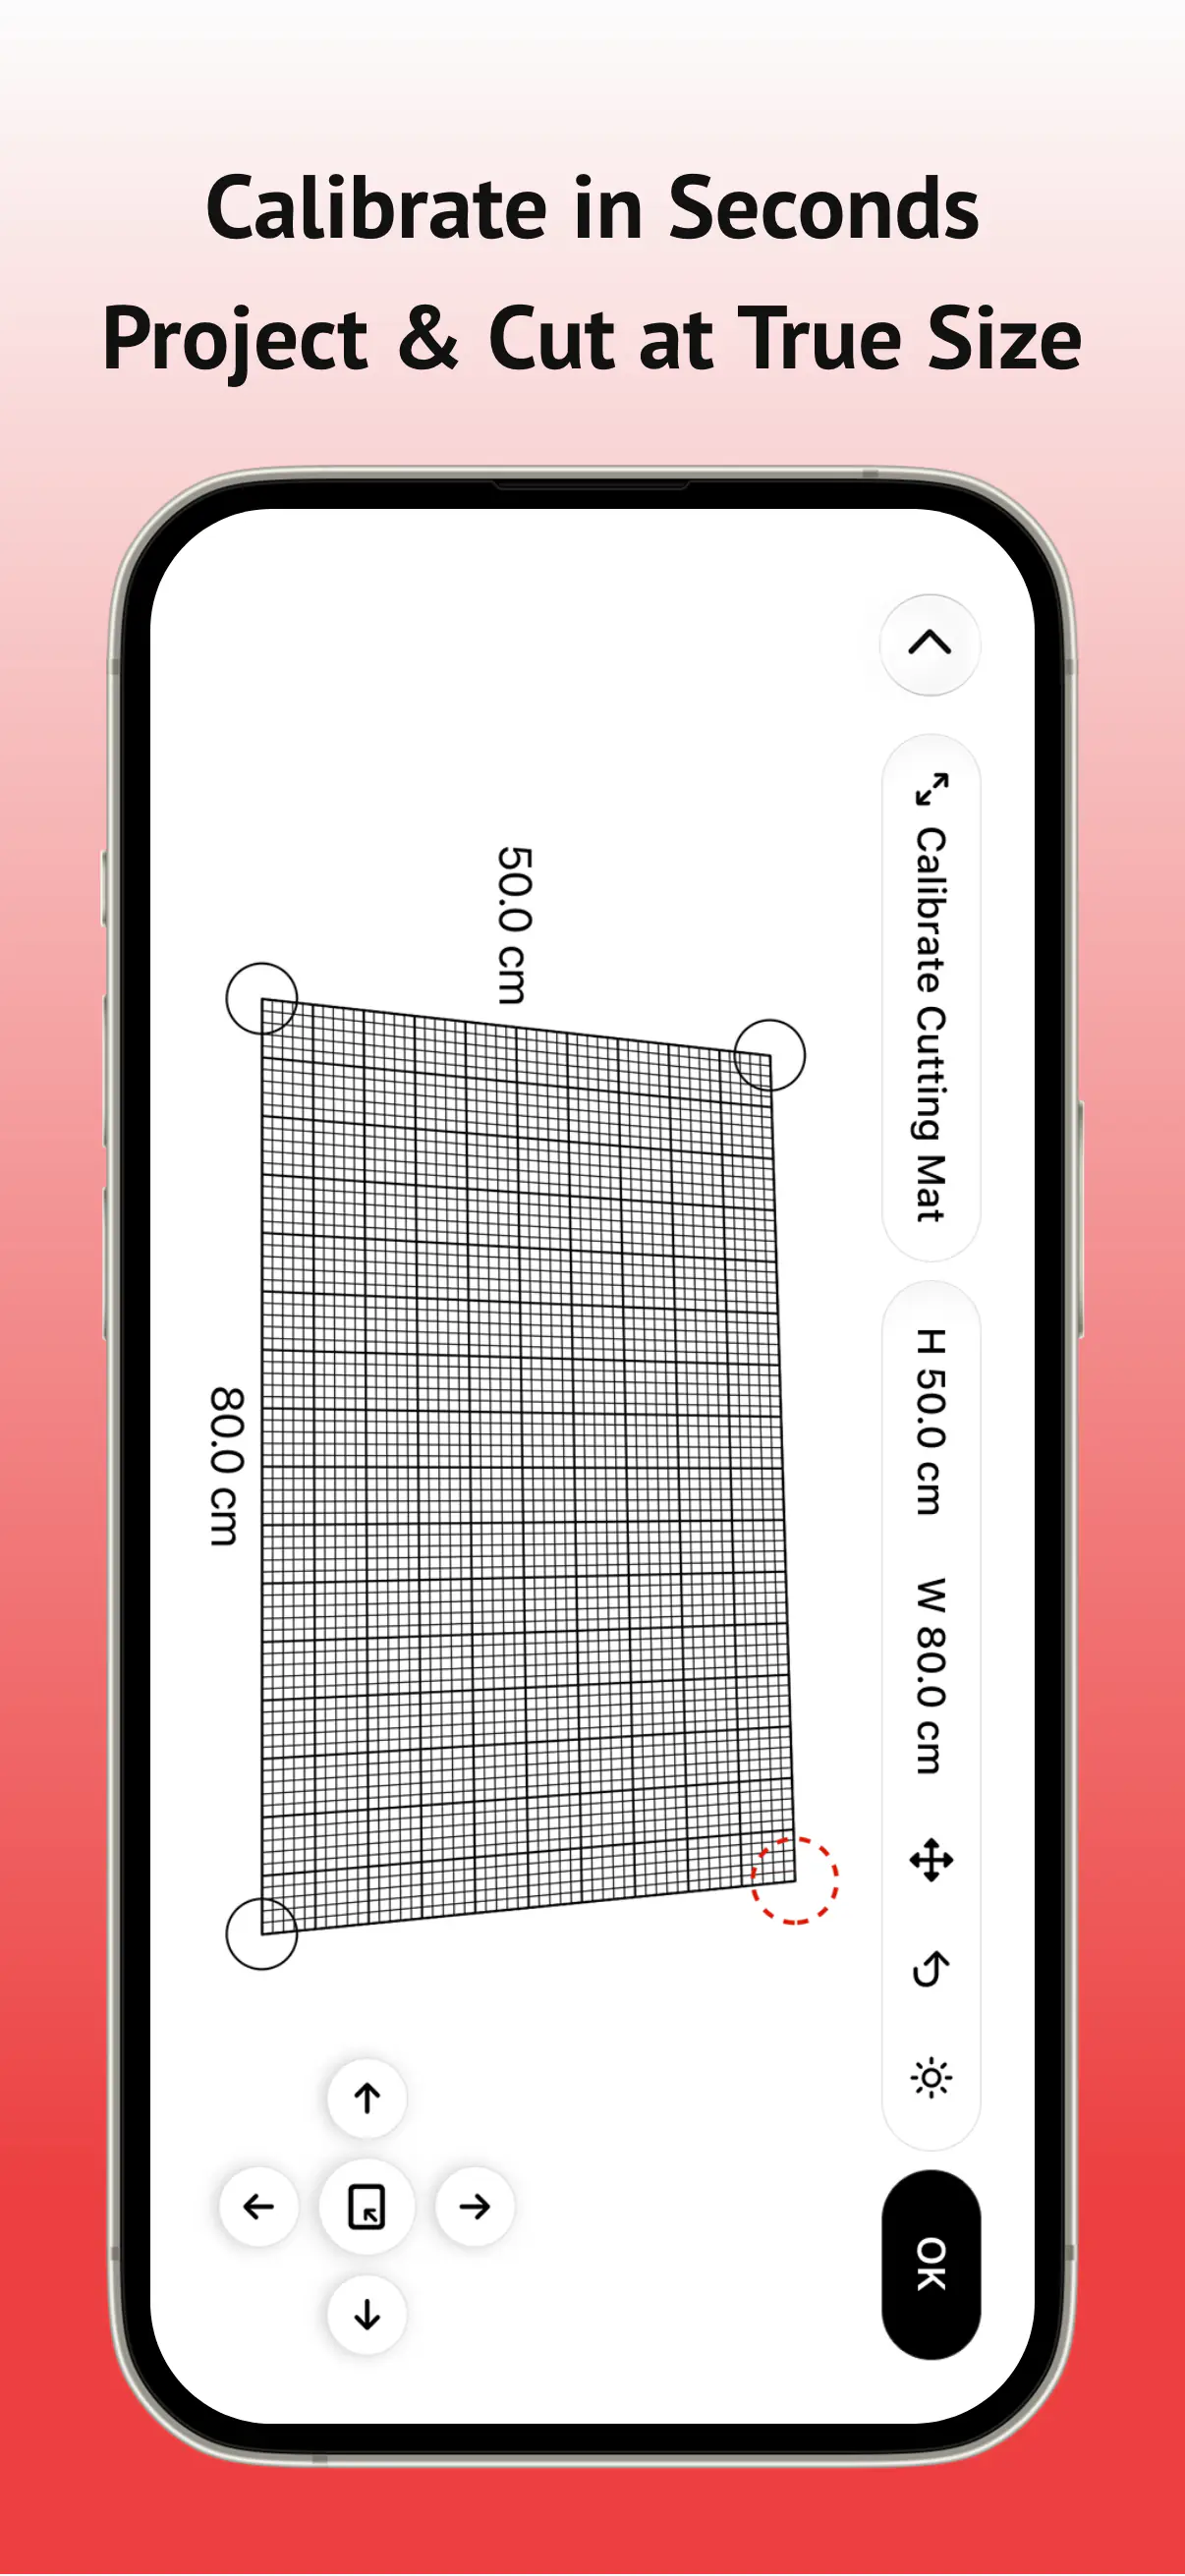 Calibrate in Seconds
Project & Cut at True Size
Calibrate Cutting Mat
H 50.0 cm
W 80.0 cm
OK
50.0 cm
80.0 cm